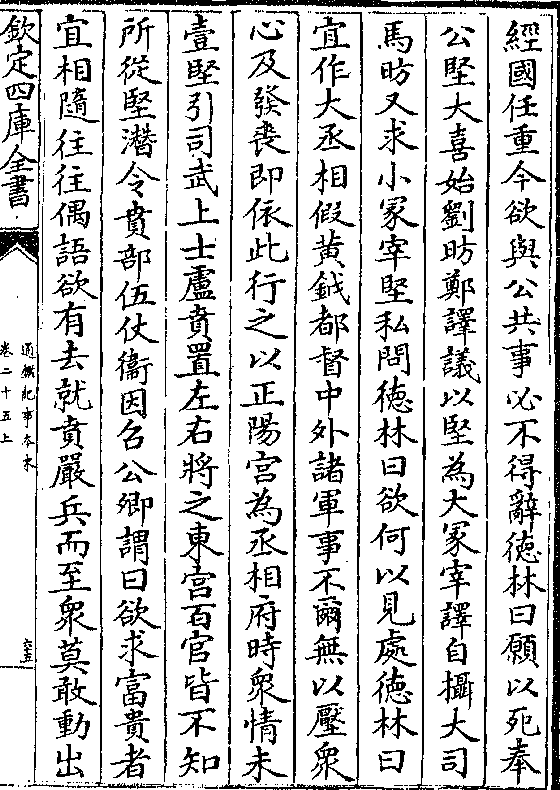 經國任重今欲與公共事必不得辭徳林曰願以死奉
公堅大喜始劉昉鄭譯議以堅為大冡宰譯自攝大司
馬昉又求小冡宰堅私問徳林曰欲何以見處徳林曰
宜作大丞相假黄鉞都督中外諸軍事不爾無以壓衆
心及發喪即依此行之以正陽宫為丞相府時衆情未
壹堅引司武上士盧賁置左右將之東宫百官皆不知
所從堅潛令賁部伍仗衞因召公卿謂曰欲求富貴者
宜相隨往往偶語欲有去就賁嚴兵而至衆莫敢動出
欽定四庫全書
通鑑紀事本末
卷二十五上
六十五